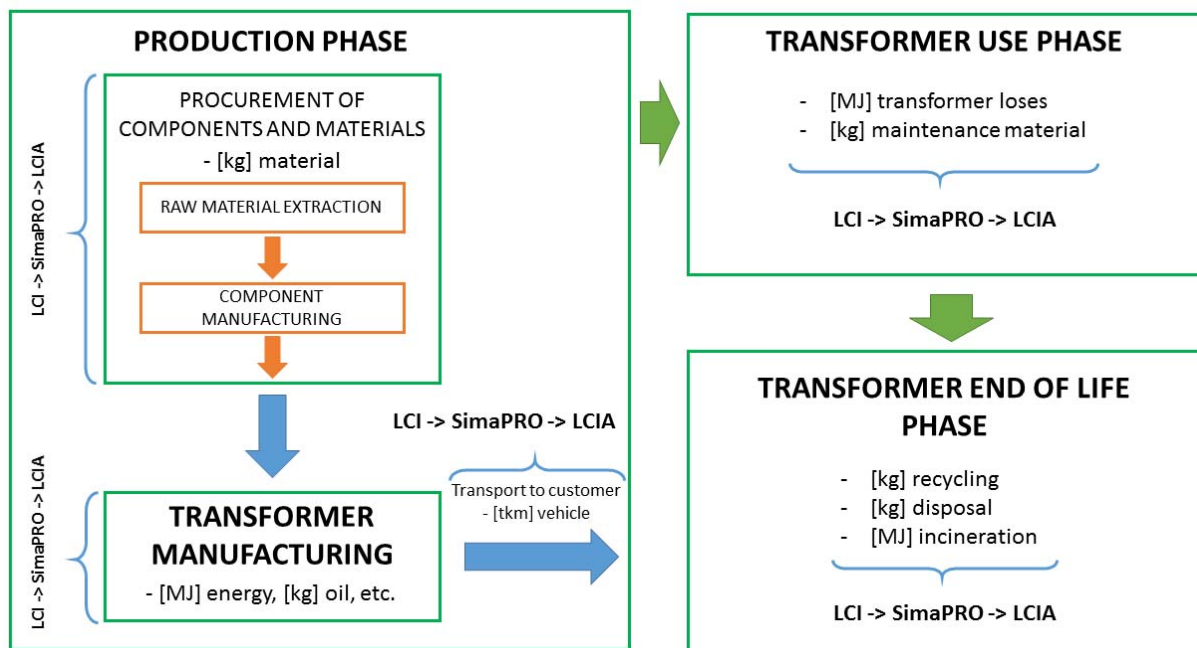 PRODUCTION PHASE
LCI -> SimaPRO -> LCIA
PROCUREMENT OF
COMPONENTS AND MATERIALS
- [kg] material
RAW MATERIAL EXTRACTION
COMPONENT
MANUFACTURING
LCI -> SimaPRO -> LCIA
TRANSFORMER
MANUFACTURING
- [MJ] energy, [kg] oil, etc.
LCI -> SimaPRO -> LCIA
Transport to customer
- [tkm] vehicle
TRANSFORMER USE PHASE
- [MJ] transformer loses
- [kg] maintenance material
LCI -> SimaPRO -> LCIA
TRANSFORMER END OF LIFE
PHASE
- [kg] recycling
- [kg] disposal
- [MJ] incineration
LCI -> SimaPRO -> LCIA